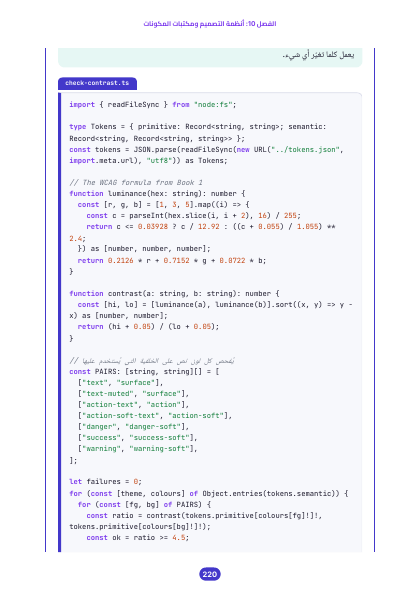 الفصل 10: أنظمة التصميم ومكتبات المكونات
يعمل كلما تغيّر أي شيء.
check-contrast.ts
import { readFileSync } from "node:fs";
type Tokens = { primitive: Record<string, string>; semantic:
Record<string, Record<string, string>> };
const tokens = JSON.parse(readFileSync(new URL("../tokens.json",
import.meta.url), "utf8")) as Tokens;
// The WCAG formula from Book 1
function luminance(hex: string): number {
  const [r, g, b] = [1, 3, 5].map((i) => {
    const c = parseInt(hex.slice(i, i + 2), 16) / 255;
    return c <= 0.03928 ? c / 12.92 : ((c + 0.055) / 1.055) **
2.4;
  }) as [number, number, number];
  return 0.2126 * r + 0.7152 * g + 0.0722 * b;
}
function contrast(a: string, b: string): number {
  const [hi, lo] = [luminance(a), luminance(b)].sort((x, y) => y -
x) as [number, number];
  return (hi + 0.05) / (lo + 0.05);
}
// يُفحص كل لون نص على الخلفية التي يُستخدم عليها
const PAIRS: [string, string][] = [
  ["text", "surface"],
  ["text-muted", "surface"],
  ["action-text", "action"],
  ["action-soft-text", "action-soft"],
  ["danger", "danger-soft"],
  ["success", "success-soft"],
  ["warning", "warning-soft"],
];
let failures = 0;
for (const [theme, colours] of Object.entries(tokens.semantic)) {
  for (const [fg, bg] of PAIRS) {
    const ratio = contrast(tokens.primitive[colours[fg]!]!,
tokens.primitive[colours[bg]!]!);
    const ok = ratio >= 4.5;
220